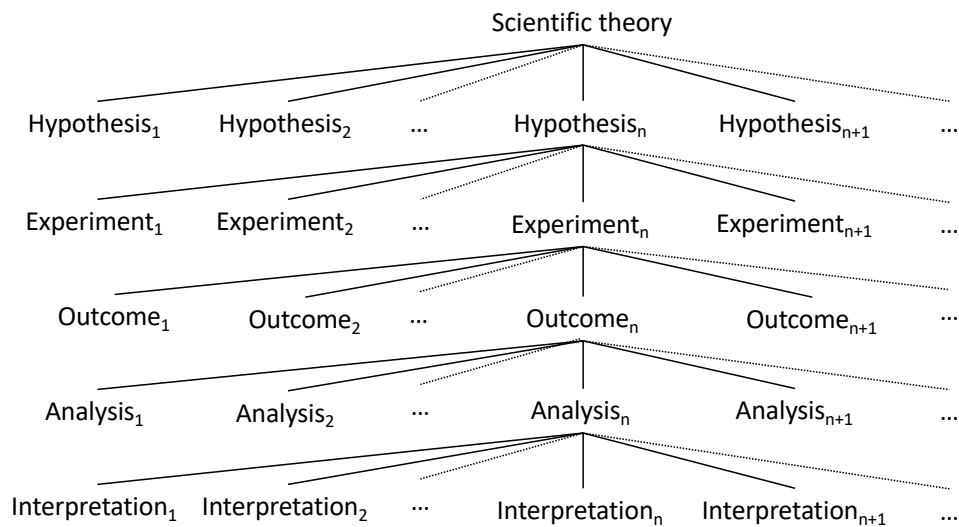 Scientific theory
Hypothesis₁ Hypothesis₂ ... Hypothesisₙ Hypothesisₙ₊₁ ...
Experiment₁ Experiment₂ ... Experimentₙ Experimentₙ₊₁ ...
Outcome₁ Outcome₂ ... Outcomeₙ Outcomeₙ₊₁ ...
Analysis₁ Analysis₂ ... Analysisₙ Analysisₙ₊₁ ...
Interpretation₁ Interpretation₂ ... Interpretationₙ Interpretationₙ₊₁ ...